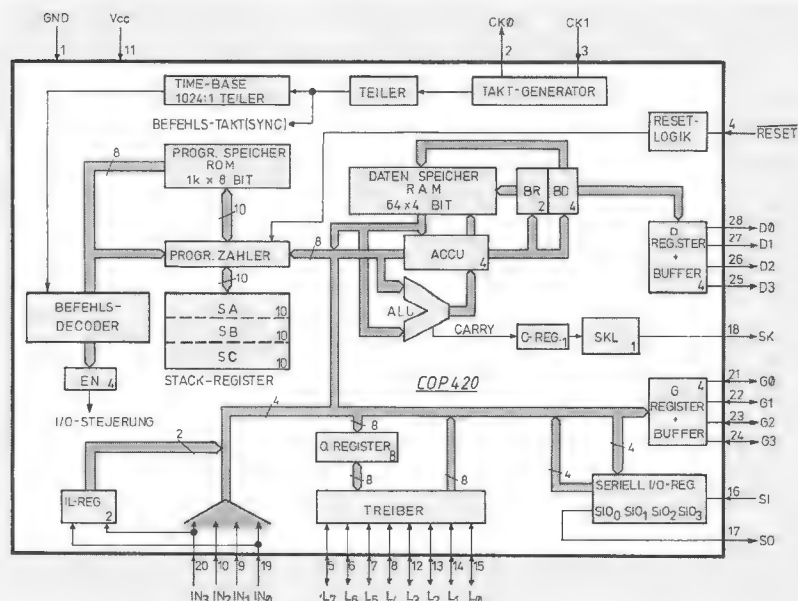 GND
Vcc
CKØ
CK1
1
11
2
3
TIME-BASE
1024:1 TEILER
TEILER
TAKT-GENERATOR
BEFEHLS-TAKT(SYNC)
RESET-
LOGIK
4
RESET
8
PROGR. SPEICHER
ROM
1k × 8 BIT
DATEN SPEICHER
RAM
64×4 BIT
BR
2
BD
4
10
PROGR. ZÄHLER
8
ACCU
4
D
REGISTER
+
BUFFER
4
28
D0
27
D1
26
D2
25
D3
10
BEFEHLS-
DECODER
SA
10
SB
10
SC
10
STACK-REGISTER
ALU
CARRY
C-REG.
1
SKL
1
18
SK
EN
4
I/O-STEJERUNG
COP420
4
G
REGISTER
+
BUFFER
21
G0
22
G1
23
G2
24
G3
4
2
8
Q REGISTER
8
8
8
4
4
IL-REG.
2
TREIBER
SERIELL I/O-REG.
SIO0 SIO1 SIO2 SIO3
16
SI
17
SO
20
10
9
19
5
6
7
8
12
13
14
15
IN3
IN2
IN1
INØ
L7
L6
L5
L4
L3
L2
L1
LØ